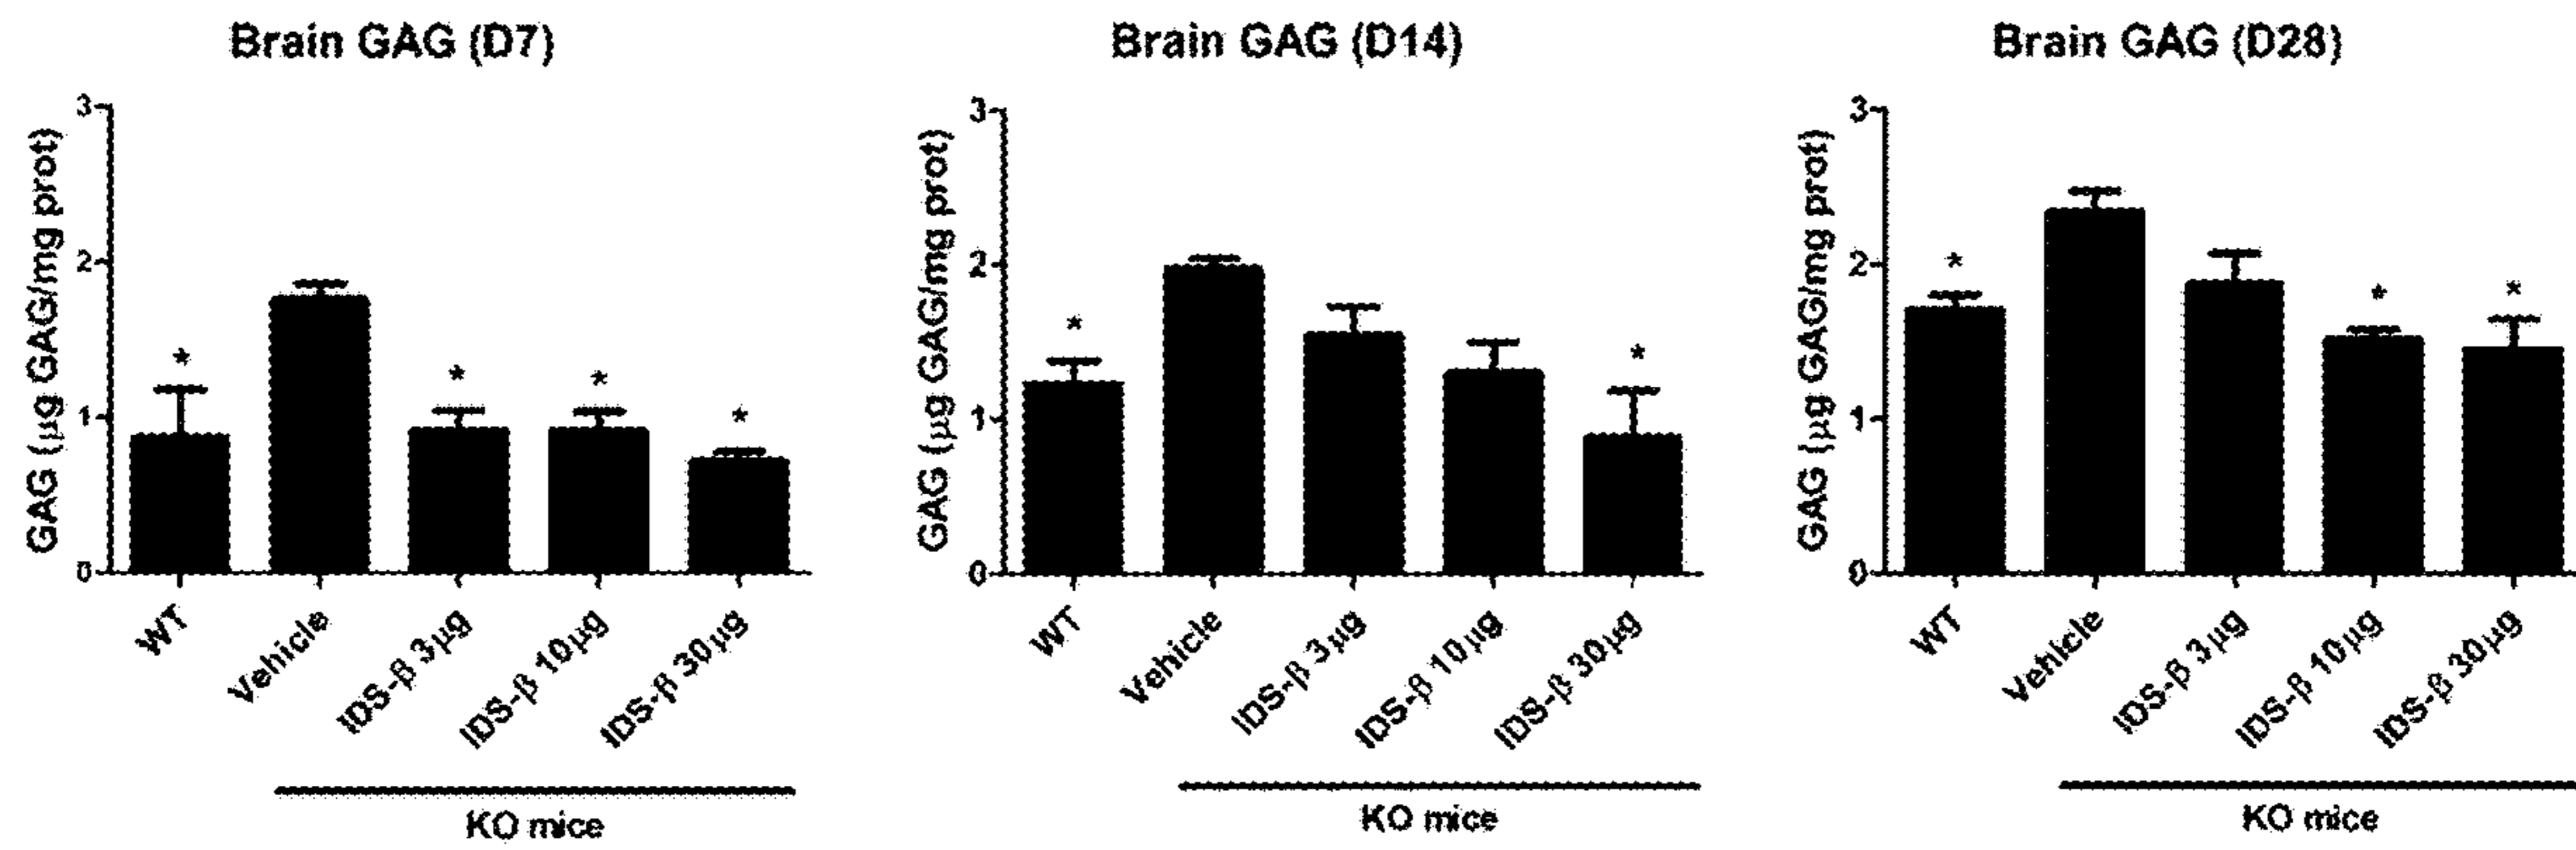 Brain GAG (D7)
GAG (µg GAG/mg prot)
3
2
1
0
*
*
*
*
WT
Vehicle
IDS-β 3µg
IDS-β 10µg
IDS-β 30µg
KO mice
Brain GAG (D14)
GAG (µg GAG/mg prot)
3
2
1
0
*
*
WT
Vehicle
IDS-β 3µg
IDS-β 10µg
IDS-β 30µg
KO mice
Brain GAG (D28)
GAG (µg GAG/mg prot)
3
2
1
0
*
*
*
WT
Vehicle
IDS-β 3µg
IDS-β 10µg
IDS-β 30µg
KO mice